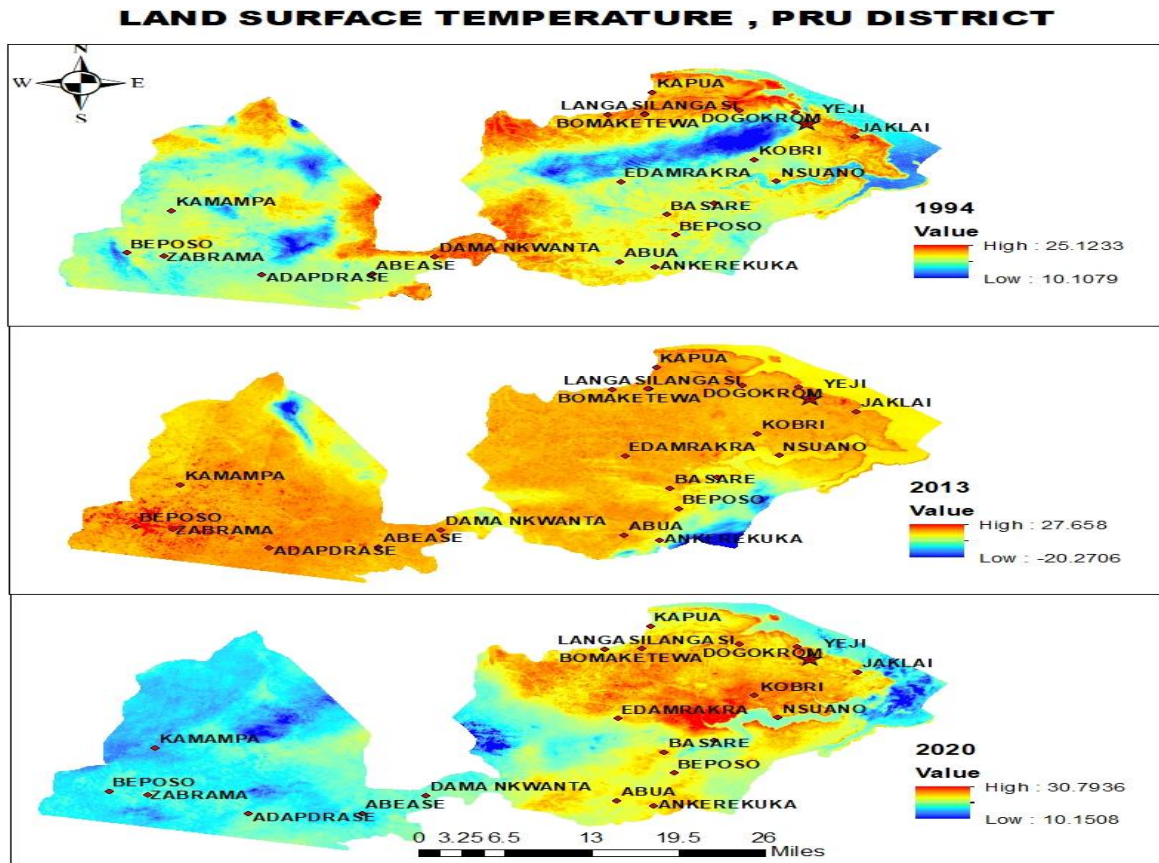 LAND SURFACE TEMPERATURE , PRU DISTRICT
N
W E
S
KAPUA
LANGASILANGASI
YEJI
BOMAKETEWA
DOGOKROM
JAKLAI
KOBRI
EDAMRAKRA
NSUANO
KAMAMPA
BASARE
BEPOSO
BEPOSO
ZABRAMA
DAMA NKWANTA
ABUA
ABEASE
ANKEREKUKA
ADAPDRASE
1994
Value
High : 25.1233
Low : 10.1079
KAPUA
LANGASILANGASI
YEJI
BOMAKETEWA
DOGOKROM
JAKLAI
KOBRI
EDAMRAKRA
NSUANO
KAMAMPA
BASARE
BEPOSO
BEPOSO
ZABRAMA
DAMA NKWANTA
ABUA
ABEASE
ANKEREKUKA
ADAPDRASE
2013
Value
High : 27.658
Low : -20.2706
KAPUA
LANGASILANGASI
YEJI
BOMAKETEWA
DOGOKROM
JAKLAI
KOBRI
EDAMRAKRA
NSUANO
KAMAMPA
BASARE
BEPOSO
BEPOSO
ZABRAMA
DAMA NKWANTA
ABUA
ABEASE
ANKEREKUKA
ADAPDRASE
2020
Value
High : 30.7936
Low : 10.1508
0 3.25 6.5 13 19.5 26
Miles